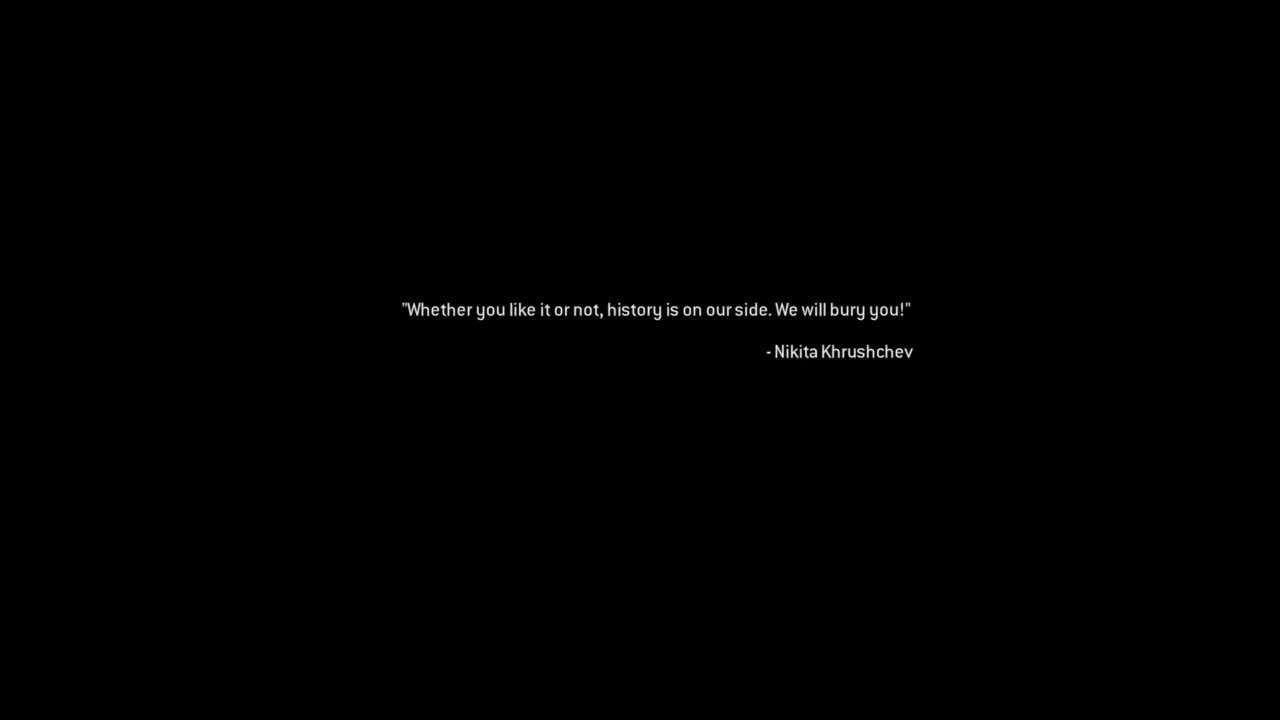 "Whether you like it or not, history is on our side. We will bury you!"
- Nikita Khrushchev